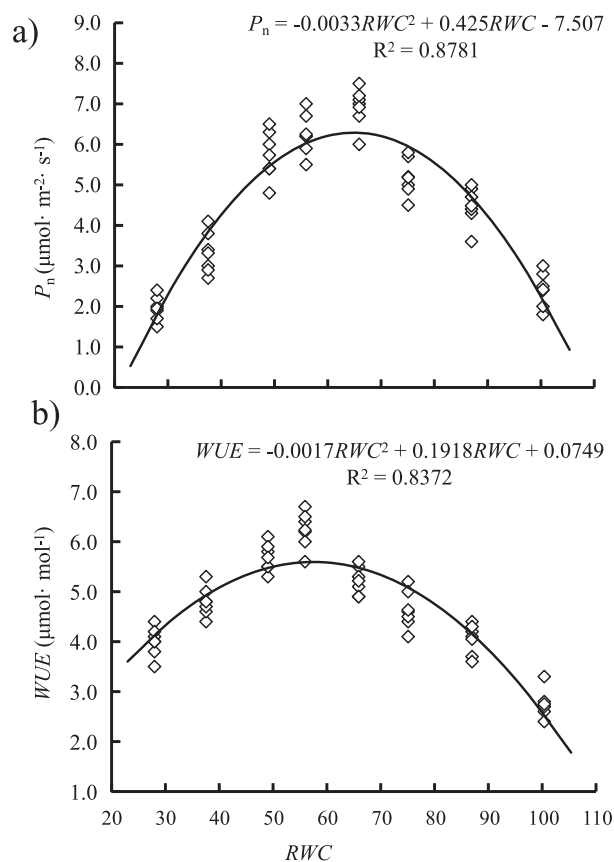 a)
P_n = -0.0033RWC² + 0.425RWC - 7.507
R² = 0.8781
9.0
8.0
7.0
6.0
5.0
4.0
3.0
2.0
1.0
0.0
P_n (μmol· m⁻²· s⁻¹)
b)
WUE = -0.0017RWC² + 0.1918RWC + 0.0749
R² = 0.8372
8.0
7.0
6.0
5.0
4.0
3.0
2.0
1.0
WUE (μmol· mol⁻¹)
20 30 40 50 60 70 80 90 100 110
RWC